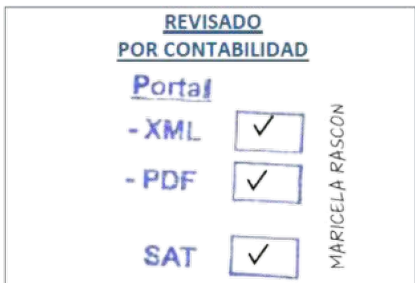 REVISADO
POR CONTABILIDAD
Portal
- XML ✓
- PDF ✓
SAT ✓
MARICELA RASCON